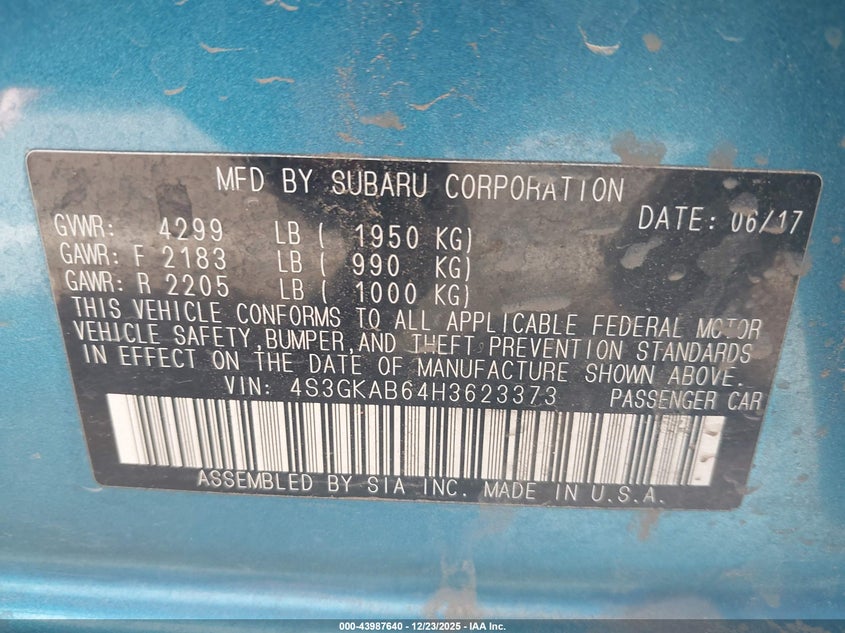 MFD BY SUBARU CORPORATION
DATE: 06/17
GVWR: 4299 LB ( 1950 KG)
GAWR: F 2183 LB ( 990 KG)
GAWR: R 2205 LB ( 1000 KG)
THIS VEHICLE CONFORMS TO ALL APPLICABLE FEDERAL MOTOR
VEHICLE SAFETY,BUMPER,AND THEFT PREVENTION STANDARDS
IN EFFECT ON THE DATE OF MANUFACTURE SHOWN ABOVE.
VIN: 4S3GKAB64H3623373 PASSENGER CAR
ASSEMBLED BY SIA INC. MADE IN U.S.A.
000-43987640 - 12/23/2025 - IAA Inc.